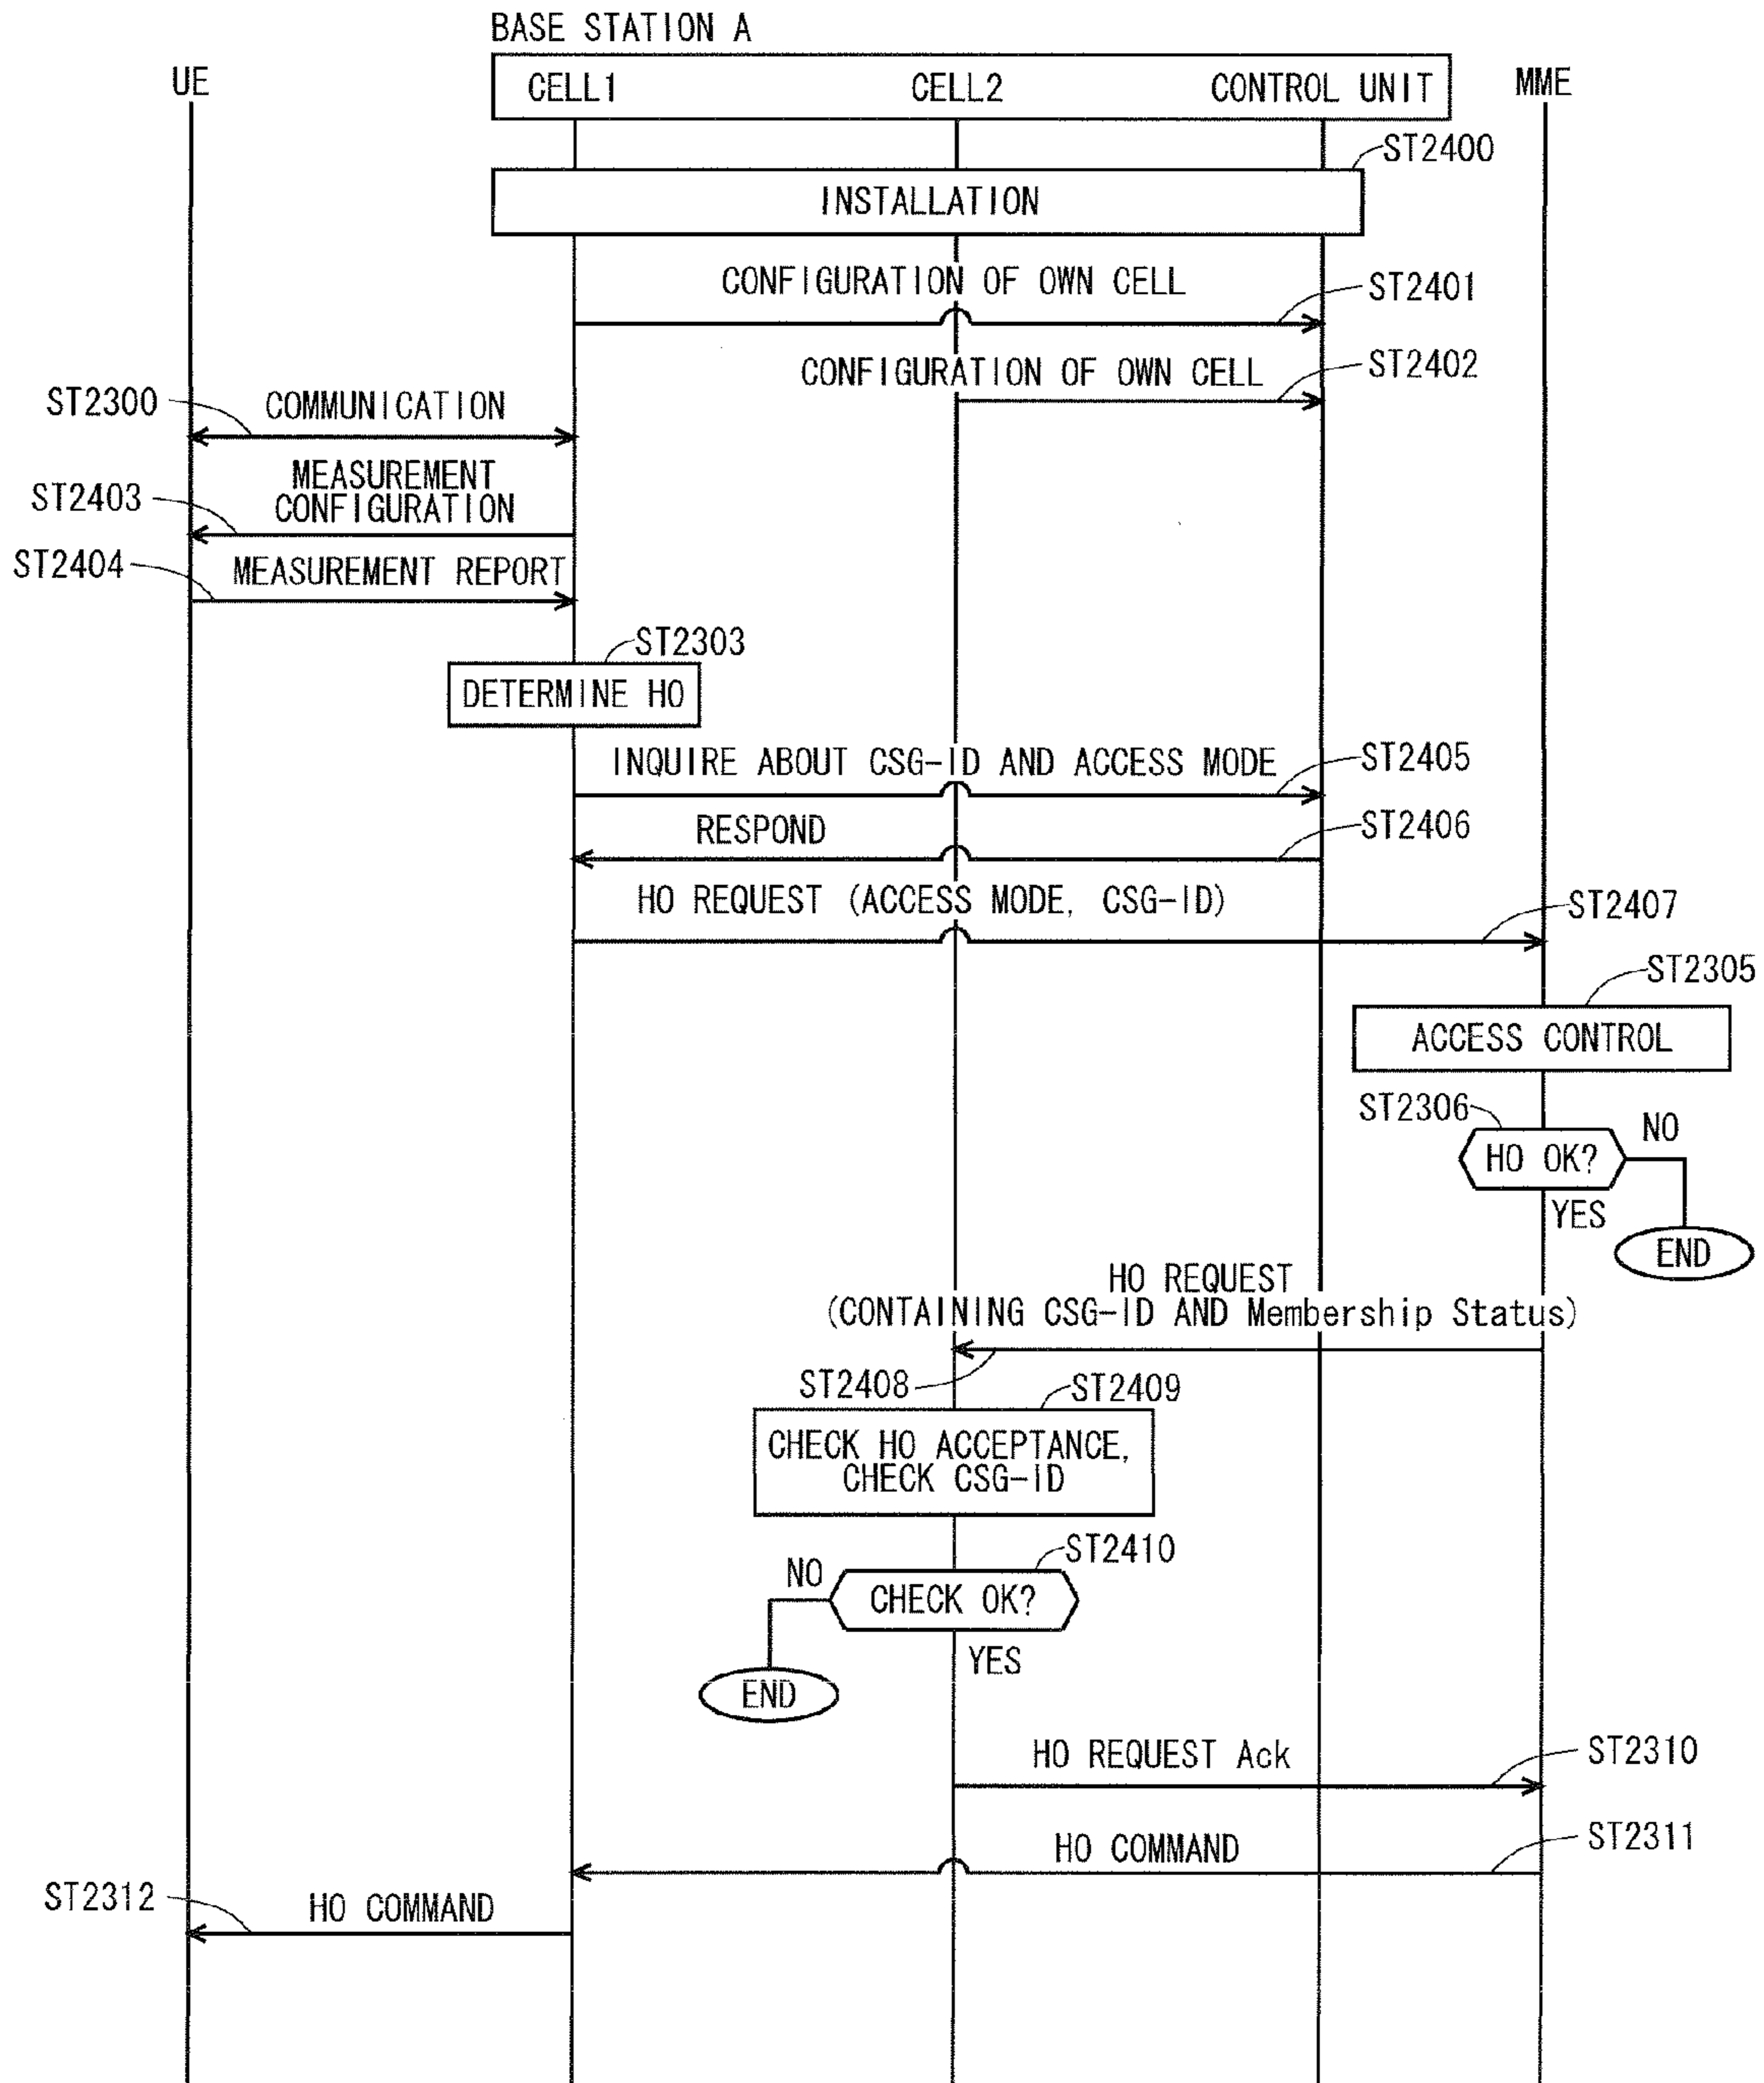 BASE STATION A
UE
CELL1
CELL2
CONTROL UNIT
MME
ST2400
INSTALLATION
CONFIGURATION OF OWN CELL
ST2401
CONFIGURATION OF OWN CELL
ST2402
ST2300
COMMUNICATION
MEASUREMENT
CONFIGURATION
ST2403
ST2404
MEASUREMENT REPORT
ST2303
DETERMINE HO
INQUIRE ABOUT CSG-ID AND ACCESS MODE
ST2405
RESPOND
ST2406
HO REQUEST (ACCESS MODE, CSG-ID)
ST2407
ST2305
ACCESS CONTROL
ST2306
HO OK?
NO
YES
END
HO REQUEST
(CONTAINING CSG-ID AND Membership Status)
ST2408
ST2409
CHECK HO ACCEPTANCE,
CHECK CSG-ID
ST2410
NO
CHECK OK?
YES
END
HO REQUEST Ack
ST2310
HO COMMAND
ST2311
ST2312
HO COMMAND